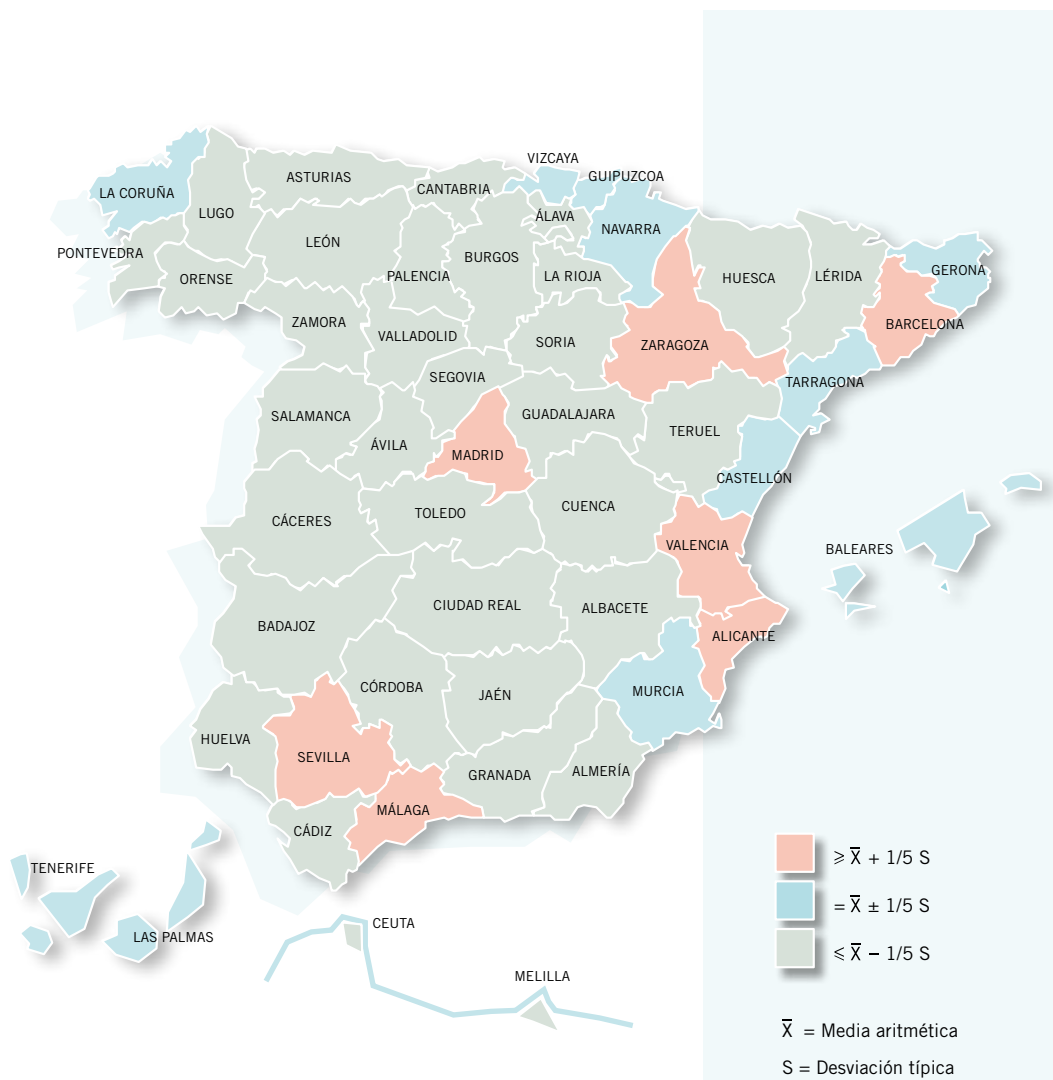 VIZCAYA
GUIPUZCOA
ASTURIAS
CANTABRIA
LA CORUÑA
LUGO
ÁLAVA
NAVARRA
LEÓN
PONTEVEDRA
BURGOS
ORENSE
PALENCIA
LA RIOJA
HUESCA
LÉRIDA
GERONA
ZAMORA
VALLADOLID
SORIA
ZARAGOZA
BARCELONA
SEGOVIA
TARRAGONA
SALAMANCA
GUADALAJARA
ÁVILA
MADRID
TERUEL
CASTELLÓN
CÁCERES
TOLEDO
CUENCA
VALENCIA
BALEARES
CIUDAD REAL
ALBACETE
BADAJOZ
ALICANTE
CÓRDOBA
JAÉN
MURCIA
HUELVA
SEVILLA
GRANADA
ALMERÍA
MÁLAGA
CÁDIZ
TENERIFE
LAS PALMAS
CEUTA
MELILLA
⩾ X̅ + 1/5 S
= X̅ ± 1/5 S
⩽ X̅ – 1/5 S
X̅ = Media aritmética
S = Desviación típica